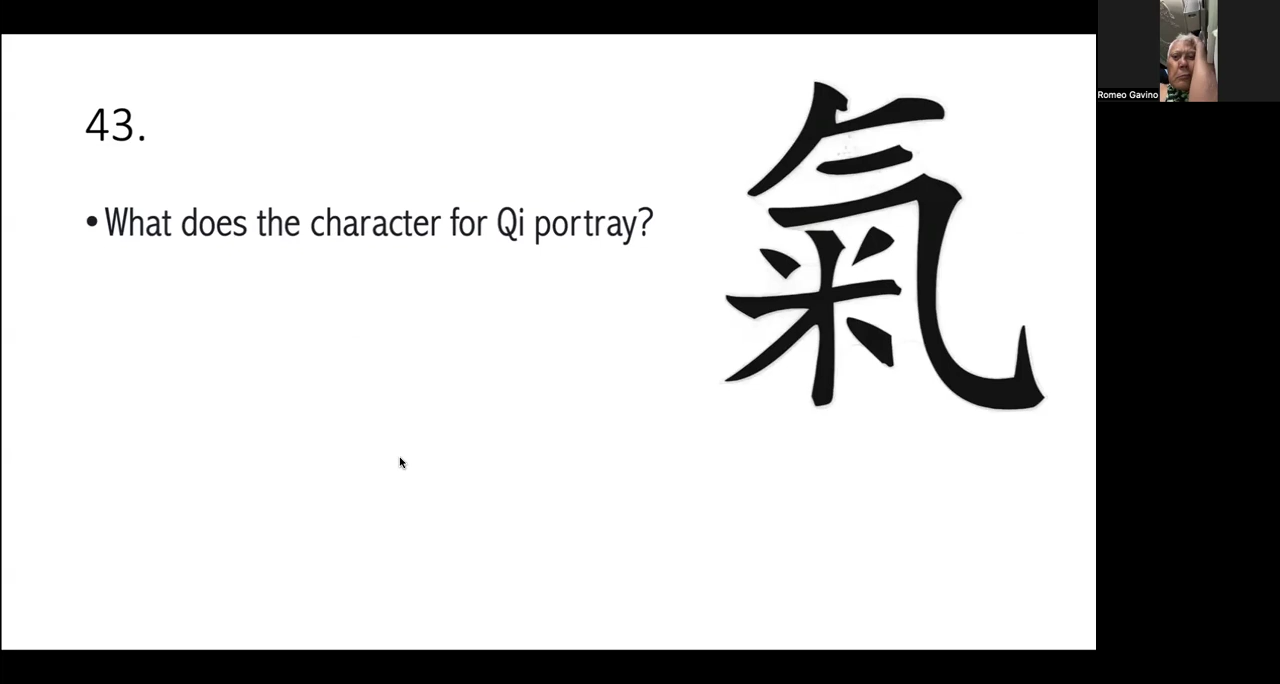 43.
• What does the character for Qi portray?
氣
Romeo Gavino